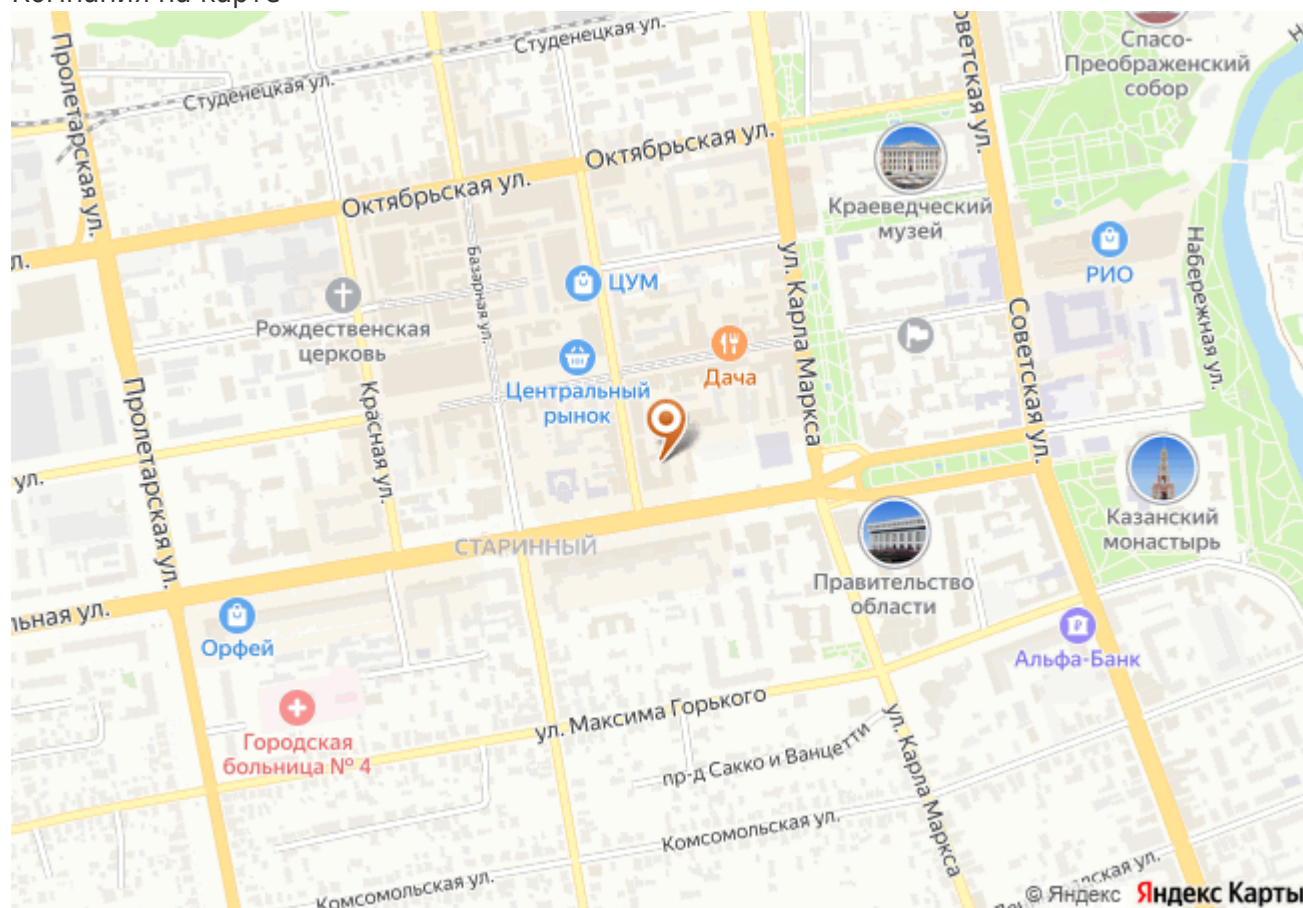 Компания на карте
Студенецкая ул.
Спасо-
Преображенский
собор
Пролетарская ул.
Студенецкая ул.
Советская ул.
Октябрьская ул.
Октябрьская ул.
Краеведческий
музей
Базарная ул.
ул. Карла Маркса
РИО
Набережная ул.
ЦУМ
Рождественская
церковь
Дача
Советская ул.
Центральный
рынок
Пролетарская ул.
Красная ул.
ул.
Казанский
монастырь
СТАРИННЫЙ
Правительство
области
льная ул.
Орфей
Альфа-Банк
ул. Максима Горького
Городская
больница № 4
пр-д Сакко и Ванцетти
ул. Карла Маркса
Комсомольская ул.
Комсомольская ул.
© Яндекс Яндекс Карты